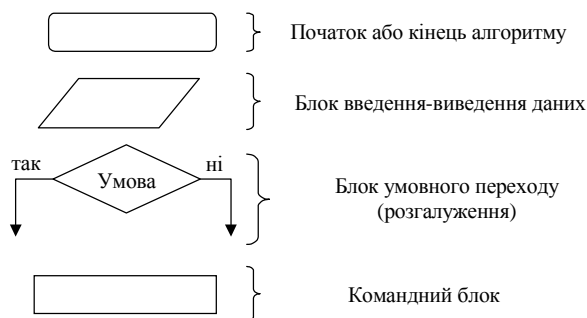 Початок або кінець алгоритму
Блок введення-виведення даних
так
ні
Умова
Блок умовного переходу
(розгалуження)
Командний блок